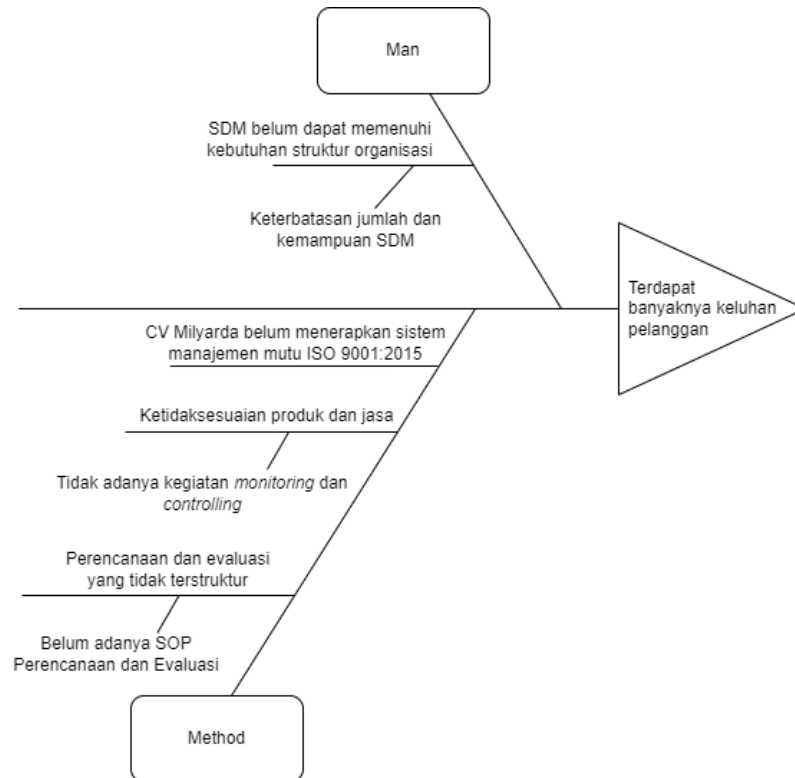 Man
SDM belum dapat memenuhi
kebutuhan struktur organisasi
Keterbatasan jumlah dan
kemampuan SDM
Terdapat
banyaknya keluhan
pelanggan
CV Milyarda belum menerapkan sistem
manajemen mutu ISO 9001:2015
Ketidaksesuaian produk dan jasa
Tidak adanya kegiatan monitoring dan
controlling
Perencanaan dan evaluasi
yang tidak terstruktur
Belum adanya SOP
Perencanaan dan Evaluasi
Method